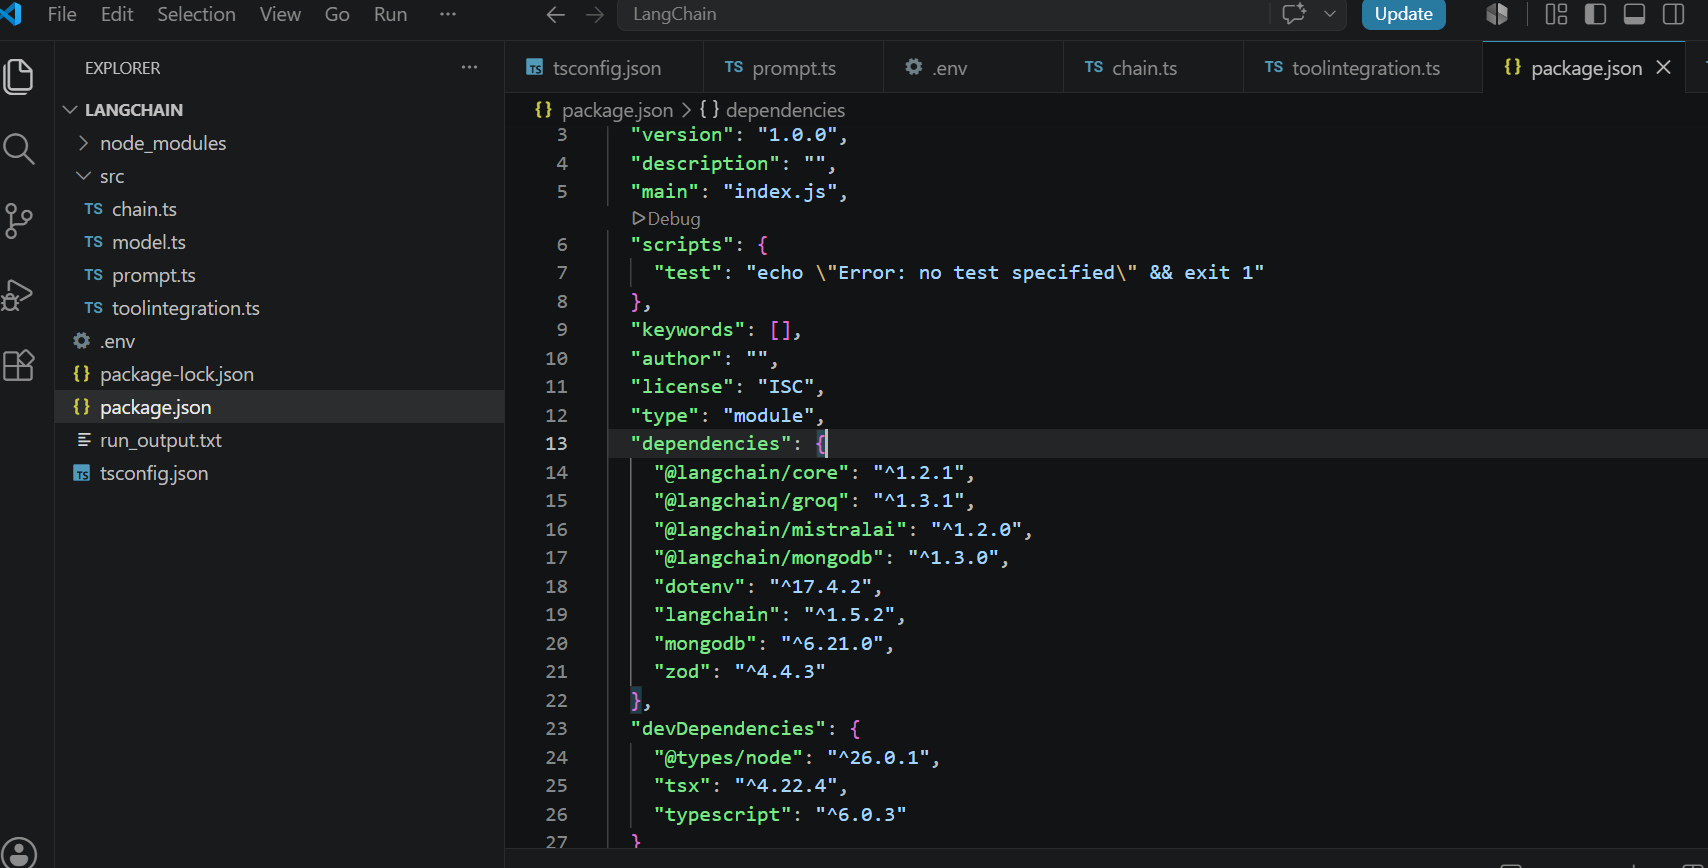 File Edit Selection View Go Run ···
LangChain
Update
EXPLORER ···
LANGCHAIN
node_modules
src
TS chain.ts
TS model.ts
TS prompt.ts
TS toolintegration.ts
.env
{} package-lock.json
{} package.json
run_output.txt
TS tsconfig.json
TS tsconfig.json
TS prompt.ts
.env
TS chain.ts
TS toolintegration.ts
{} package.json
{} package.json > { } dependencies
3 "version": "1.0.0",
4 "description": "",
5 "main": "index.js",
Debug
6 "scripts": {
7 "test": "echo \"Error: no test specified\" && exit 1"
8 },
9 "keywords": [],
10 "author": "",
11 "license": "ISC",
12 "type": "module",
13 "dependencies": {
14 "@langchain/core": "^1.2.1",
15 "@langchain/groq": "^1.3.1",
16 "@langchain/mistralai": "^1.2.0",
17 "@langchain/mongodb": "^1.3.0",
18 "dotenv": "^17.4.2",
19 "langchain": "^1.5.2",
20 "mongodb": "^6.21.0",
21 "zod": "^4.4.3"
22 },
23 "devDependencies": {
24 "@types/node": "^26.0.1",
25 "tsx": "^4.22.4",
26 "typescript": "^6.0.3"
27 }